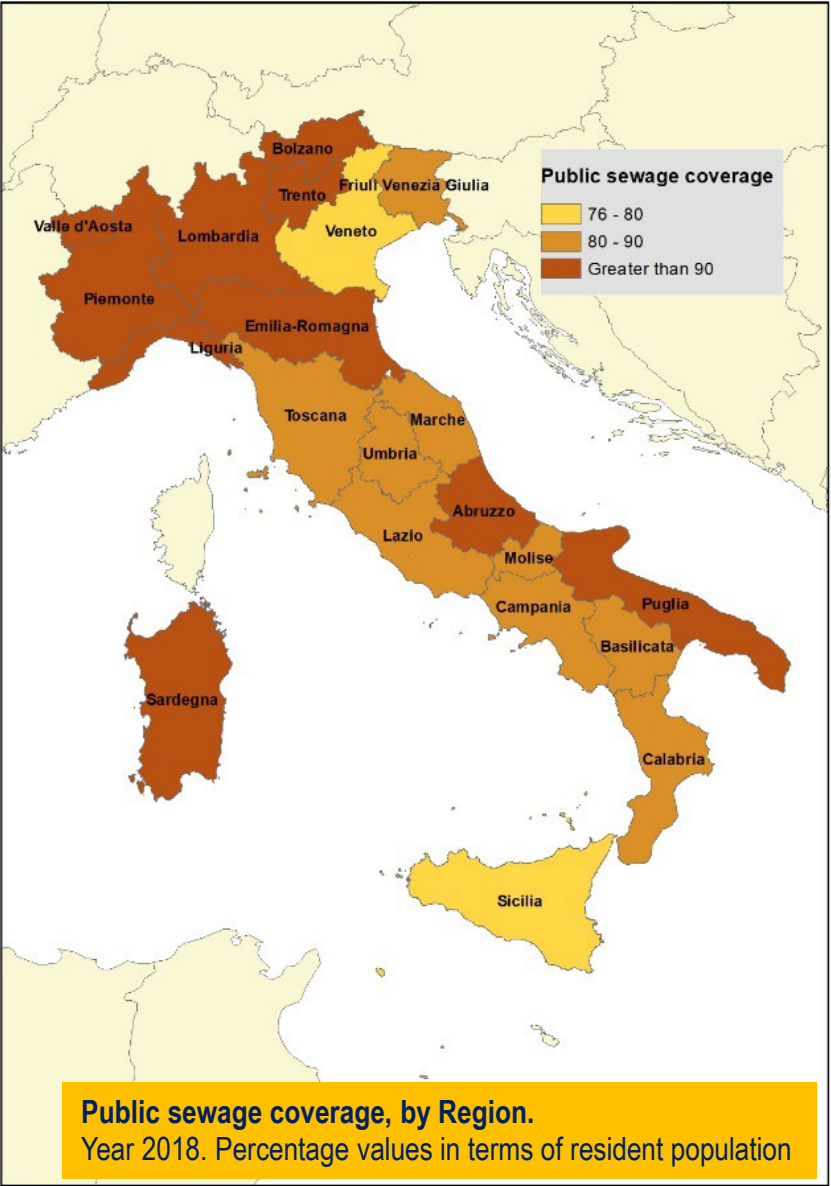 Bolzano
Public sewage coverage
Trento
Friuli Venezia Giulia
76 - 80
Valle d'Aosta
Lombardia
Veneto
80 - 90
Greater than 90
Piemonte
Emilia-Romagna
Liguria
Toscana
Marche
Umbria
Abruzzo
Lazio
Molise
Campania
Puglia
Basilicata
Sardegna
Calabria
Sicilia
Public sewage coverage, by Region.
Year 2018. Percentage values in terms of resident population